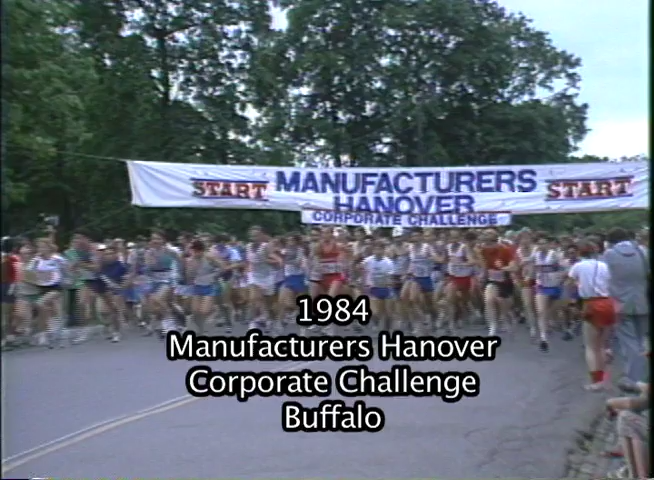 START MANUFACTURERS START
HANOVER
CORPORATE CHALLENGE
1984
Manufacturers Hanover
Corporate Challenge
Buffalo